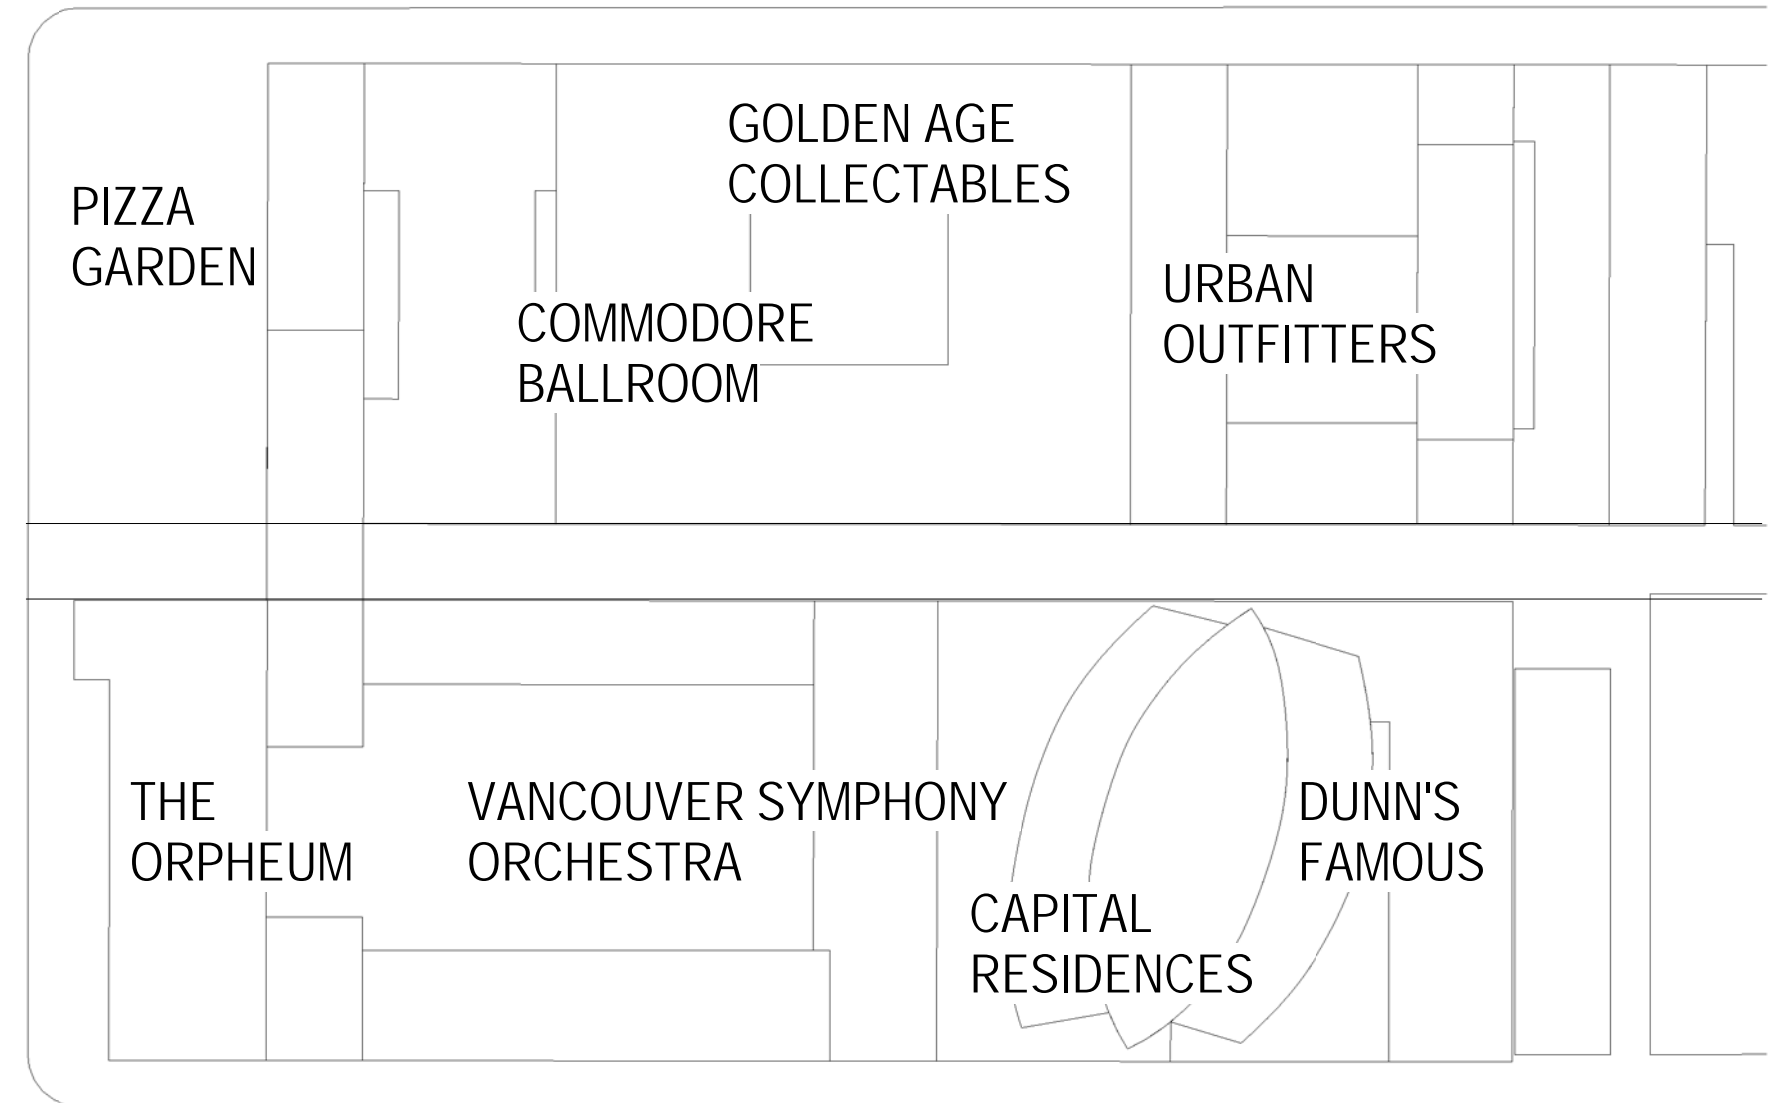 GOLDEN AGE
COLLECTABLES
PIZZA
GARDEN
COMMODORE
BALLROOM
URBAN
OUTFITTERS
THE
ORPHEUM
VANCOUVER SYMPHONY
ORCHESTRA
DUNN'S
FAMOUS
CAPITAL
RESIDENCES